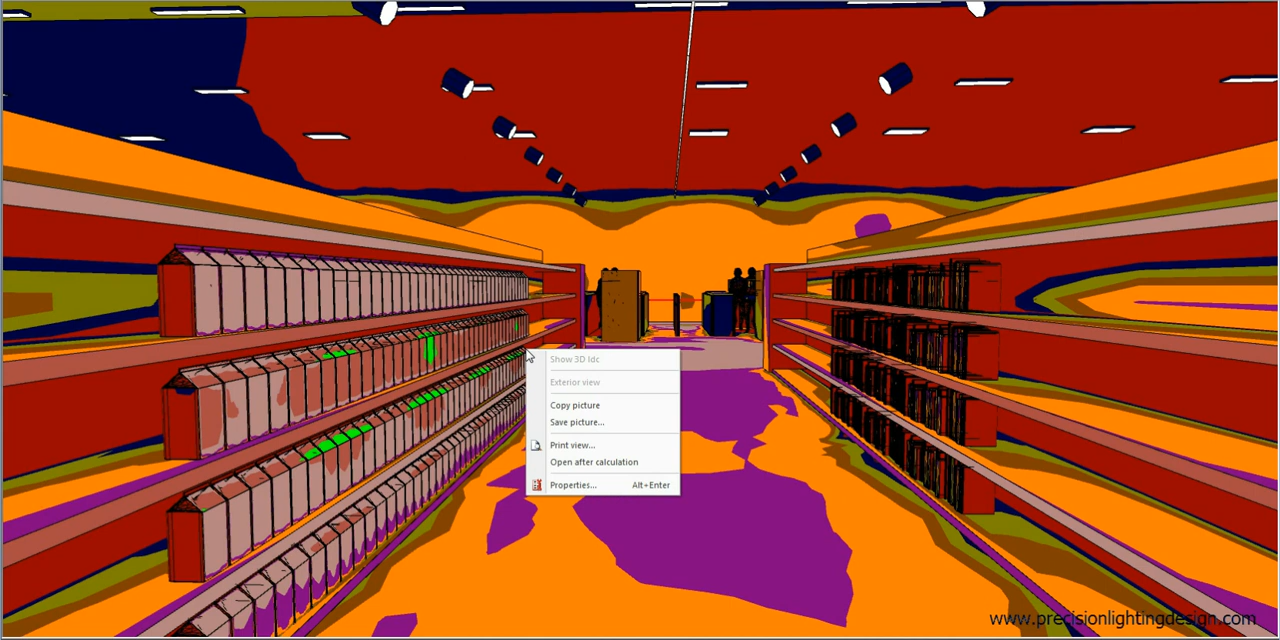 Show 3D ldc
Exterior view
Copy picture
Save picture...
Print view...
Open after calculation
Properties... Alt+Enter
www.precisionlightingdesign.com